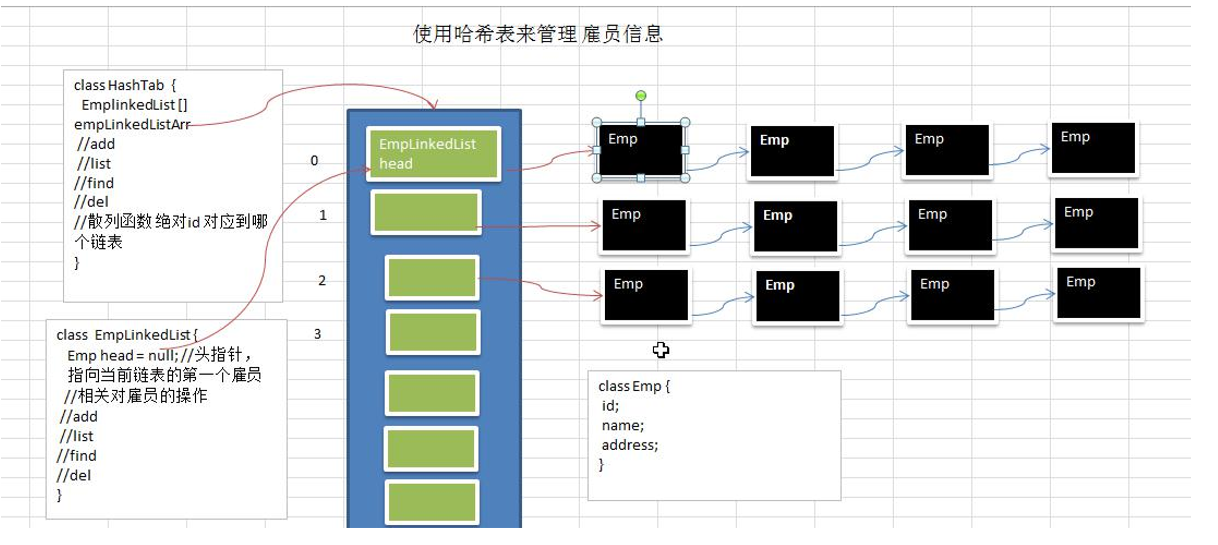 使用哈希表来管理雇员信息
class HashTab {
EmplinkedList []
empLinkedListArr
//add
//list
//find
//del
//散列函数 绝对id 对应到哪
个链表
}
class EmpLinkedList {
Emp head = null; //头指针，
指向当前链表的第一个雇员
//相关对雇员的操作
//add
//list
//find
//del
}
0
1
2
3
EmpLinkedList
head
Emp
Emp
Emp
Emp
Emp
Emp
Emp
Emp
Emp
Emp
Emp
Emp
class Emp {
id;
name;
address;
}